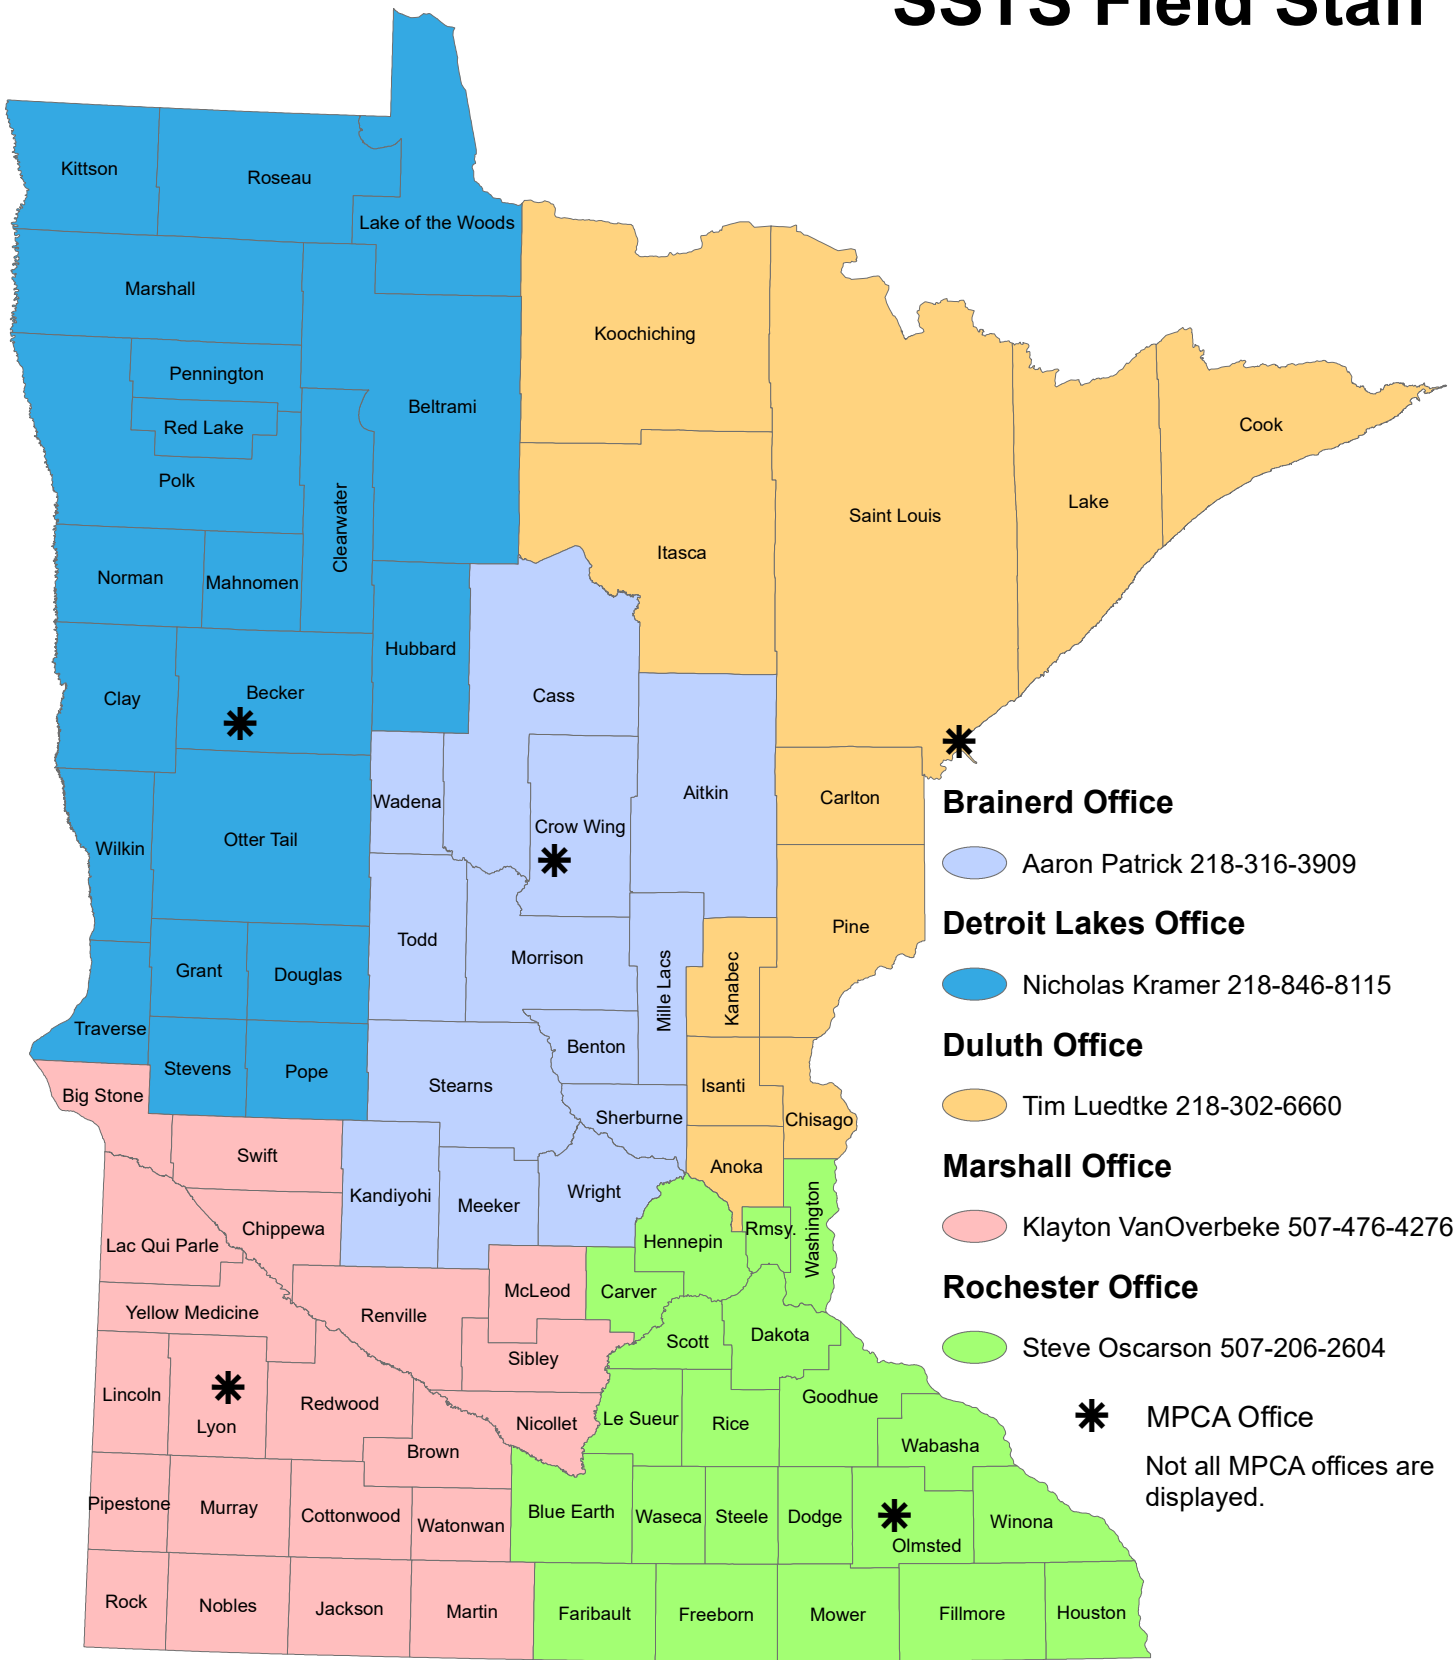 SSTS Field Staff
Kittson
Roseau
Lake of the Woods
Marshall
Koochiching
Pennington
Beltrami
Red Lake
Cook
Polk
Lake
Saint Louis
Clearwater
Itasca
Norman
Mahnomen
Hubbard
Clay
Becker
Cass
Wadena
Aitkin
Carlton
Crow Wing
Wilkin
Otter Tail
Pine
Todd
Morrison
Grant
Douglas
Mille Lacs
Kanabec
Traverse
Stevens
Pope
Benton
Stearns
Isanti
Big Stone
Sherburne
Chisago
Swift
Anoka
Kandiyohi
Meeker
Wright
Washington
Chippewa
Rmsy.
Lac Qui Parle
Hennepin
McLeod
Carver
Yellow Medicine
Renville
Scott
Dakota
Sibley
Lincoln
Lyon
Redwood
Nicollet
Le Sueur
Rice
Goodhue
Brown
Wabasha
Pipestone
Murray
Cottonwood
Watonwan
Blue Earth
Waseca
Steele
Dodge
Olmsted
Winona
Rock
Nobles
Jackson
Martin
Faribault
Freeborn
Mower
Fillmore
Houston
Brainerd Office
Aaron Patrick 218-316-3909
Detroit Lakes Office
Nicholas Kramer 218-846-8115
Duluth Office
Tim Luedtke 218-302-6660
Marshall Office
Klayton VanOverbeke 507-476-4276
Rochester Office
Steve Oscarson 507-206-2604
MPCA Office
Not all MPCA offices are
displayed.